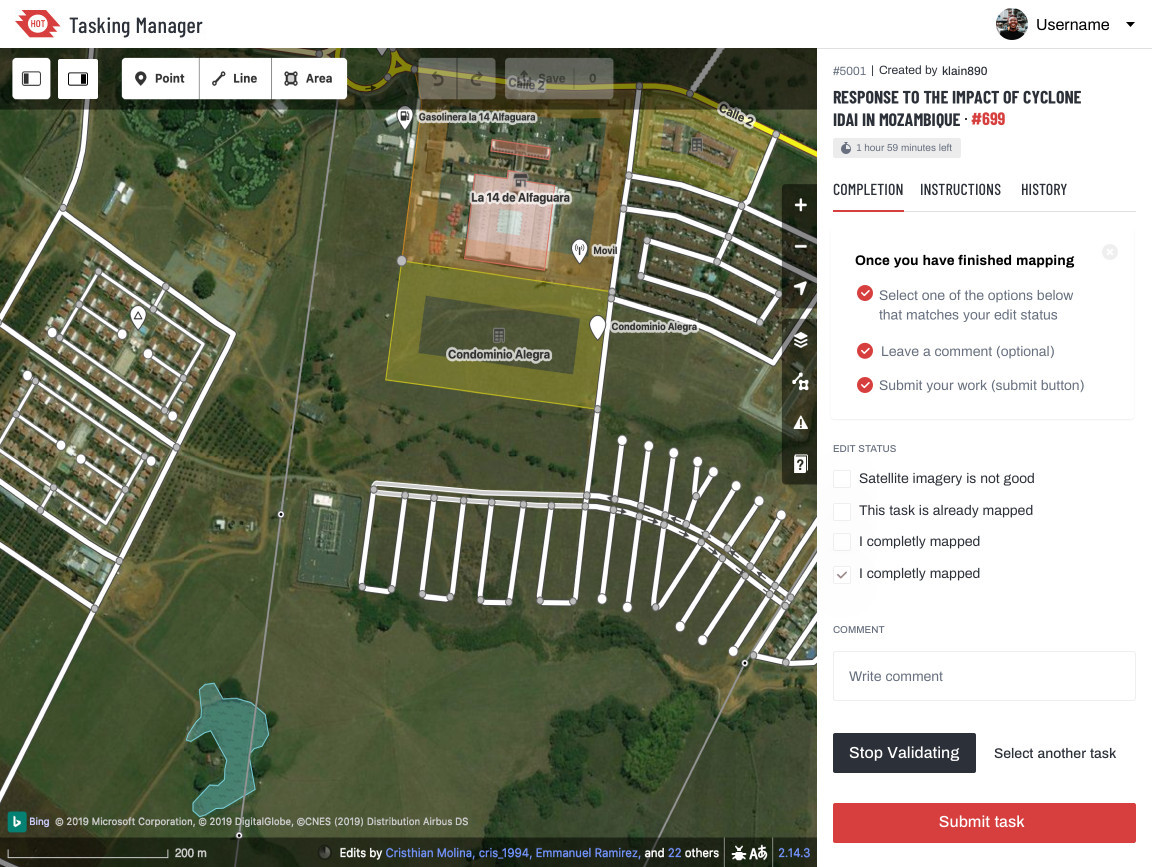 HOT
Tasking Manager
Username
Point
Line
Area
Save
0
Calle 2
Calle 2
Gasolinera la 14 Alfaguara
La 14 de Alfaguara
Movil
Condominio Alegra
Condominio Alegra
Bing
© 2019 Microsoft Corporation, © 2019 DigitalGlobe, ©CNES (2019) Distribution Airbus DS
200 m
Edits by Cristhian Molina, cris_1994, Emmanuel Ramirez, and 22 others
2.14.3
#5001 | Created by klain890
RESPONSE TO THE IMPACT OF CYCLONE
IDAI IN MOZAMBIQUE · #699
1 hour 59 minutes left
COMPLETION
INSTRUCTIONS
HISTORY
Once you have finished mapping
Select one of the options below
that matches your edit status
Leave a comment (optional)
Submit your work (submit button)
EDIT STATUS
Satellite imagery is not good
This task is already mapped
I completly mapped
I completly mapped
COMMENT
Write comment
Stop Validating
Select another task
Submit task